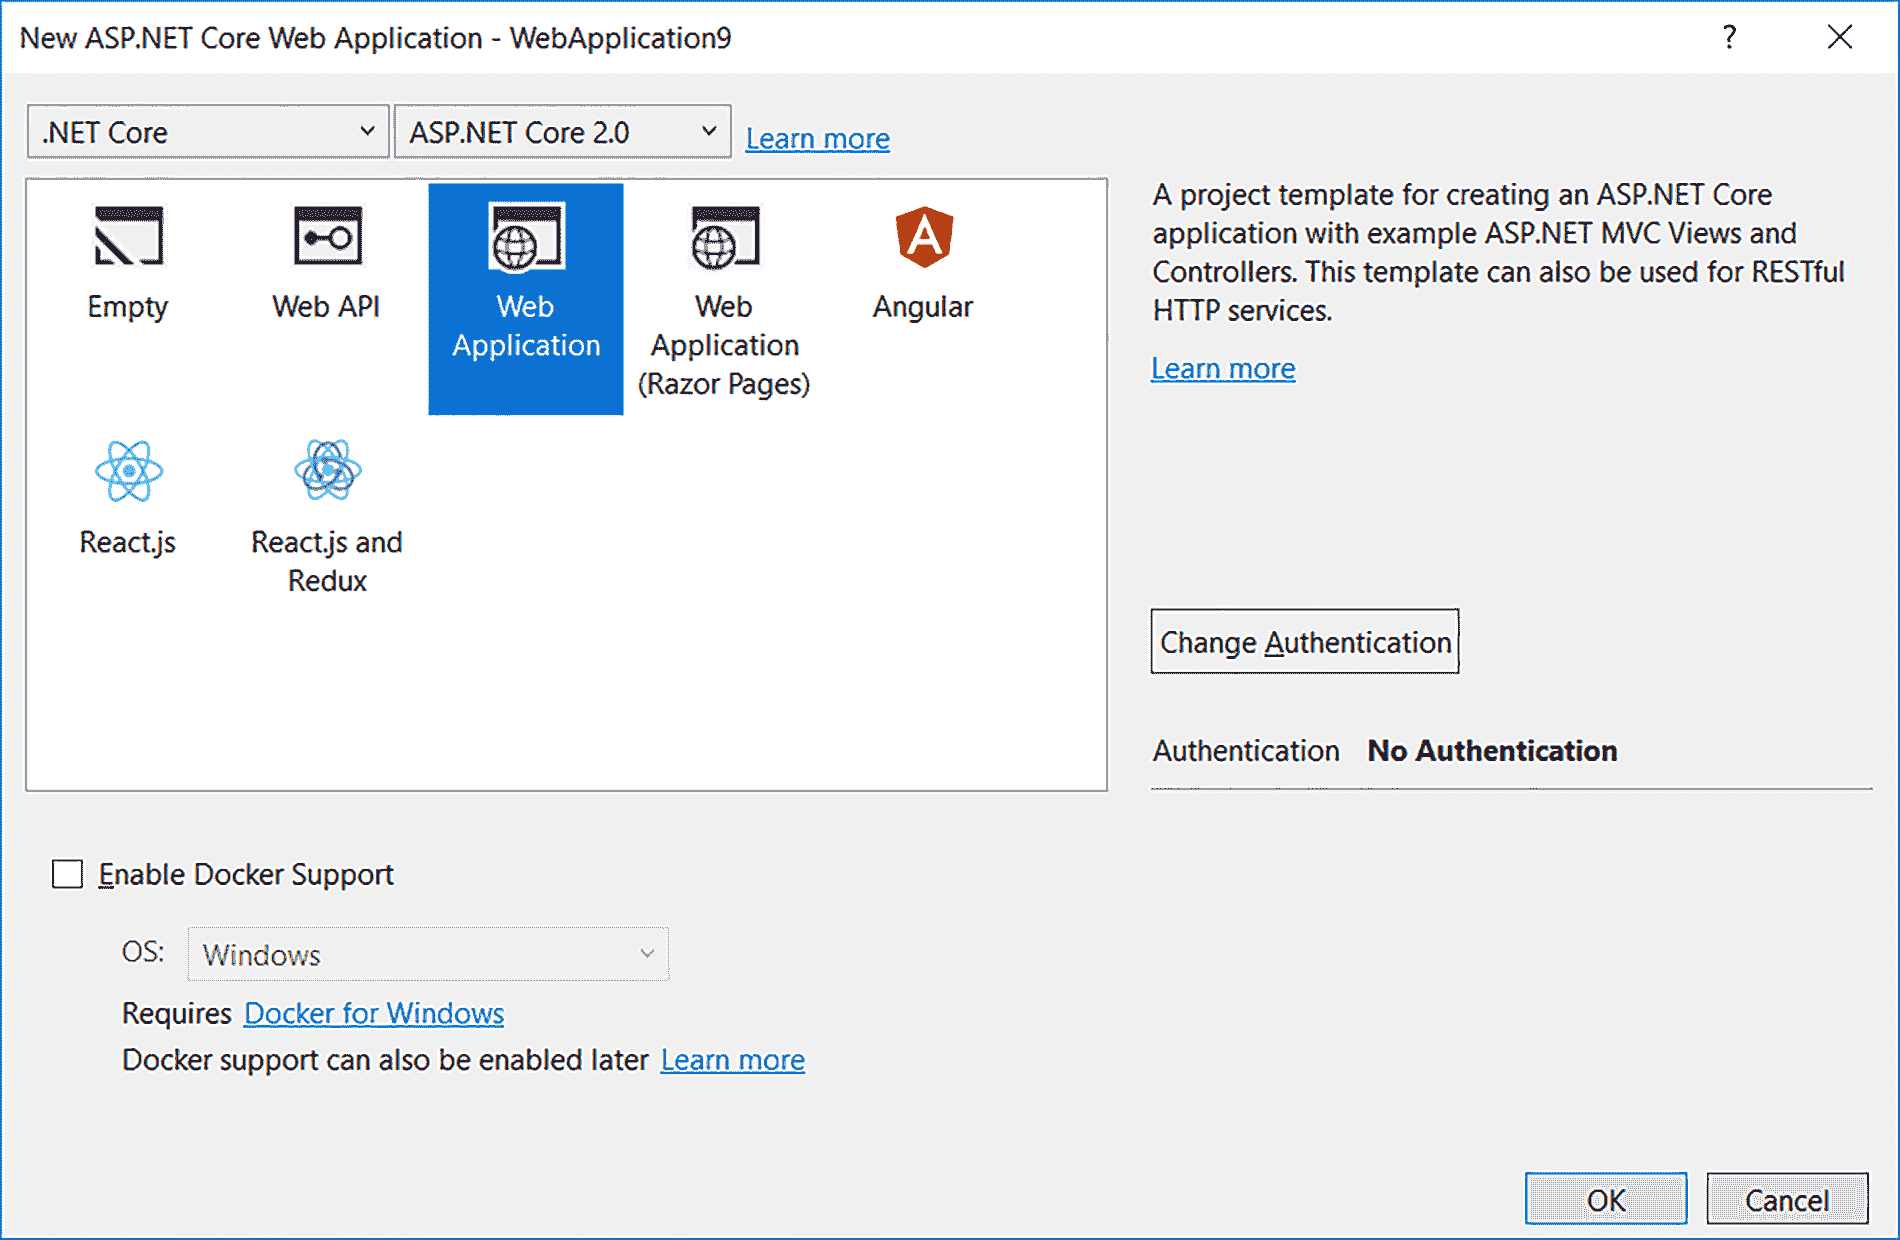 New ASP.NET Core Web Application - WebApplication9
?
.NET Core
ASP.NET Core 2.0
Learn more
Empty
Web API
Web
Application
Web
Application
(Razor Pages)
Angular
React.js
React.js and
Redux
A project template for creating an ASP.NET Core
application with example ASP.NET MVC Views and
Controllers. This template can also be used for RESTful
HTTP services.
Learn more
Change Authentication
Authentication No Authentication
Enable Docker Support
OS: Windows
Requires Docker for Windows
Docker support can also be enabled later Learn more
OK
Cancel